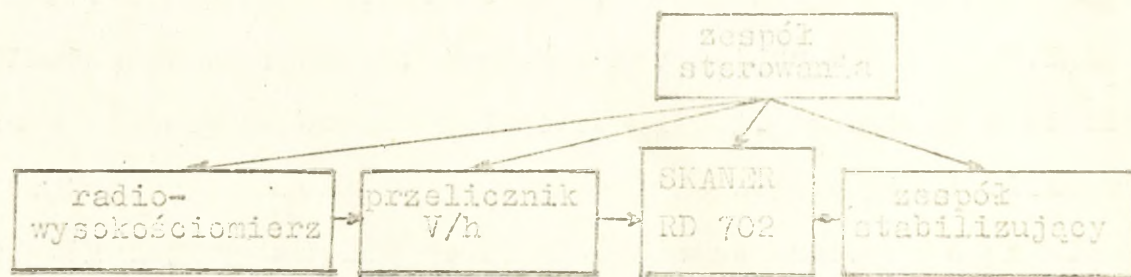 zespół
sterowania
radio-
wysokościomierz
przelicznik
V/h
SKANER
RD 702
zespół
stabilizujący